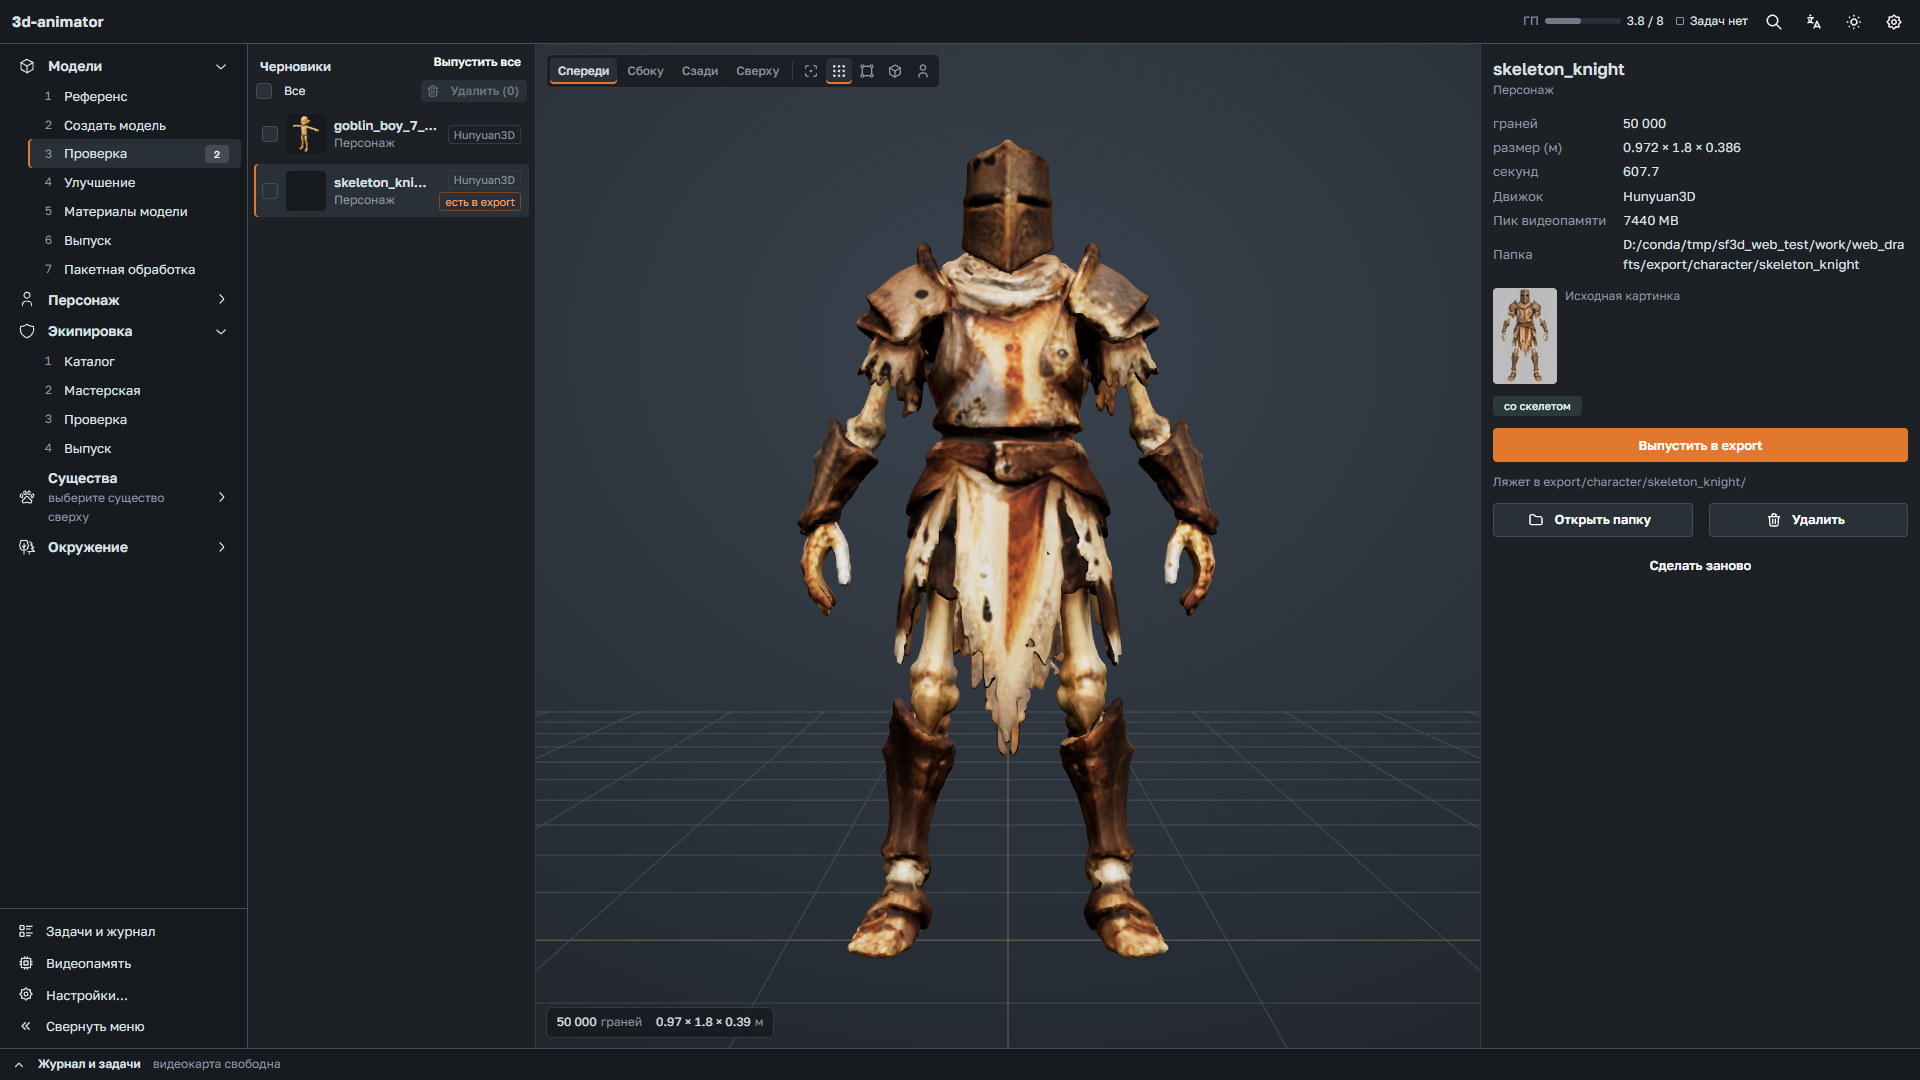 3d-animator
ГП 3.8 / 8 Задач нет
Модели
1 Референс
2 Создать модель
3 Проверка 2
4 Улучшение
5 Материалы модели
6 Выпуск
7 Пакетная обработка
Персонаж
Экипировка
1 Каталог
2 Мастерская
3 Проверка
4 Выпуск
Существа
выберите существо
сверху
Окружение
Задачи и журнал
Видеопамять
Настройки...
Свернуть меню
Черновики Выпустить все
Все Удалить (0)
goblin_boy_7_... Hunyuan3D
Персонаж
skeleton_kni... Hunyuan3D
Персонаж есть в export
Спереди Сбоку Сзади Сверху
50 000 граней 0.97 × 1.8 × 0.39 м
skeleton_knight
Персонаж
граней 50 000
размер (м) 0.972 × 1.8 × 0.386
секунд 607.7
Движок Hunyuan3D
Пик видеопамяти 7440 MB
Папка D:/conda/tmp/sf3d_web_test/work/web_dra
fts/export/character/skeleton_knight
Исходная картинка
со скелетом
Выпустить в export
Ляжет в export/character/skeleton_knight/
Открыть папку Удалить
Сделать заново
Журнал и задачи видеокарта свободна